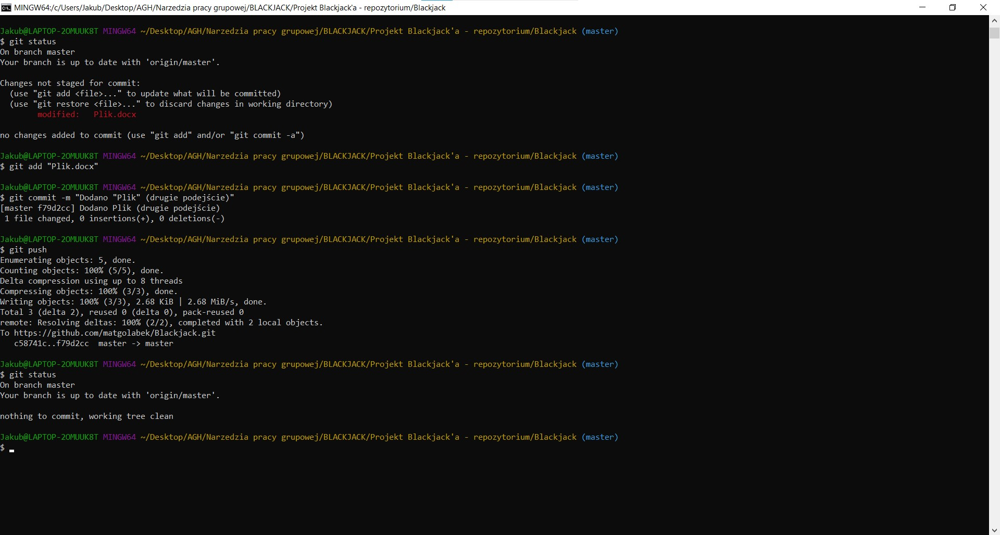 MINGW64:/c/Users/Jakub/Desktop/AGH/Narzedzia pracy grupowej/BLACKJACK/Projekt Blackjack'a - repozytorium/Blackjack
Jakub@LAPTOP-2OMUUK8T MINGW64 ~/Desktop/AGH/Narzedzia pracy grupowej/BLACKJACK/Projekt Blackjack'a - repozytorium/Blackjack (master)
$ git status
On branch master
Your branch is up to date with 'origin/master'.
Changes not staged for commit:
  (use "git add <file>..." to update what will be committed)
  (use "git restore <file>..." to discard changes in working directory)
        modified:   Plik.docx
no changes added to commit (use "git add" and/or "git commit -a")
Jakub@LAPTOP-2OMUUK8T MINGW64 ~/Desktop/AGH/Narzedzia pracy grupowej/BLACKJACK/Projekt Blackjack'a - repozytorium/Blackjack (master)
$ git add "Plik.docx"
Jakub@LAPTOP-2OMUUK8T MINGW64 ~/Desktop/AGH/Narzedzia pracy grupowej/BLACKJACK/Projekt Blackjack'a - repozytorium/Blackjack (master)
$ git commit -m "Dodano "Plik" (drugie podejście)"
[master f79d2cc] Dodano Plik (drugie podejście)
 1 file changed, 0 insertions(+), 0 deletions(-)
Jakub@LAPTOP-2OMUUK8T MINGW64 ~/Desktop/AGH/Narzedzia pracy grupowej/BLACKJACK/Projekt Blackjack'a - repozytorium/Blackjack (master)
$ git push
Enumerating objects: 5, done.
Counting objects: 100% (5/5), done.
Delta compression using up to 8 threads
Compressing objects: 100% (3/3), done.
Writing objects: 100% (3/3), 2.68 KiB | 2.68 MiB/s, done.
Total 3 (delta 2), reused 0 (delta 0), pack-reused 0
remote: Resolving deltas: 100% (2/2), completed with 2 local objects.
To https://github.com/matgolabek/Blackjack.git
   c58741c..f79d2cc  master -> master
Jakub@LAPTOP-2OMUUK8T MINGW64 ~/Desktop/AGH/Narzedzia pracy grupowej/BLACKJACK/Projekt Blackjack'a - repozytorium/Blackjack (master)
$ git status
On branch master
Your branch is up to date with 'origin/master'.
nothing to commit, working tree clean
Jakub@LAPTOP-2OMUUK8T MINGW64 ~/Desktop/AGH/Narzedzia pracy grupowej/BLACKJACK/Projekt Blackjack'a - repozytorium/Blackjack (master)
$